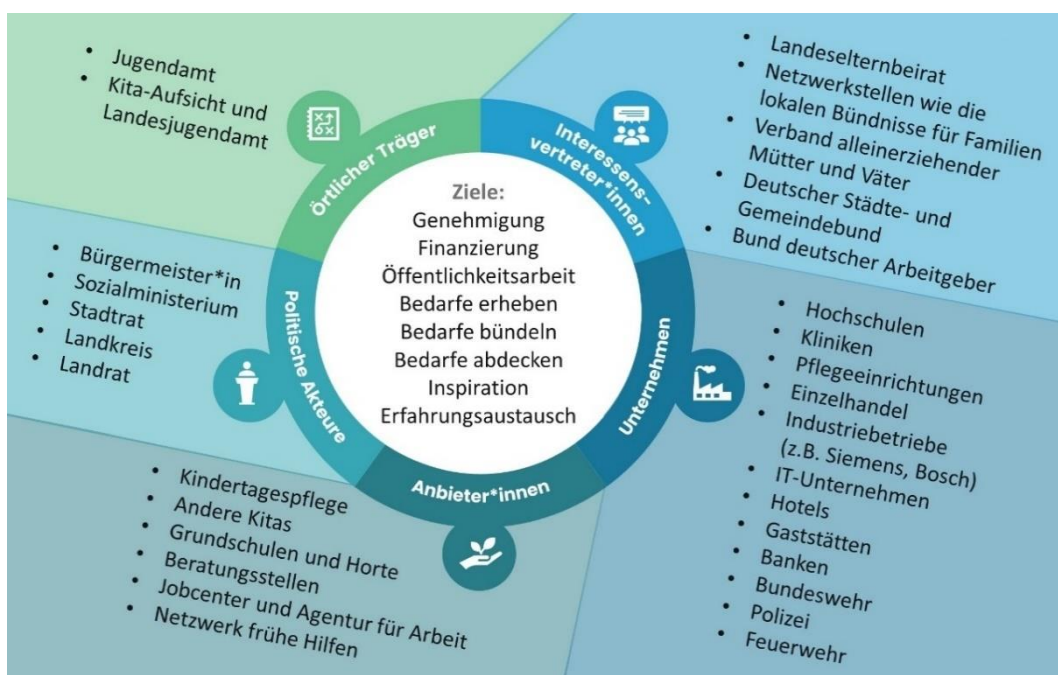 • Jugendamt
• Kita-Aufsicht und
Landesjugendamt
Örtlicher Träger
• Landeselternbeirat
• Netzwerkstellen wie die
lokalen Bündnisse für Familien
• Verband alleinerziehender
Mütter und Väter
• Deutscher Städte- und
Gemeindebund
• Bund deutscher Arbeitgeber
Interessens-
vertreter*innen
Ziele:
Genehmigung
Finanzierung
Öffentlichkeitsarbeit
Bedarfe erheben
Bedarfe bündeln
Bedarfe abdecken
Inspiration
Erfahrungsaustausch
• Bürgermeister*in
• Sozialministerium
• Stadtrat
• Landkreis
• Landrat
Politische Akteure
• Hochschulen
• Kliniken
• Pflegeeinrichtungen
• Einzelhandel
• Industriebetriebe
(z.B. Siemens, Bosch)
• IT-Unternehmen
• Hotels
• Gaststätten
• Banken
• Bundeswehr
• Polizei
• Feuerwehr
Unternehmen
• Kindertagespflege
• Andere Kitas
• Grundschulen und Horte
• Beratungsstellen
• Jobcenter und Agentur für Arbeit
• Netzwerk frühe Hilfen
Anbieter*innen